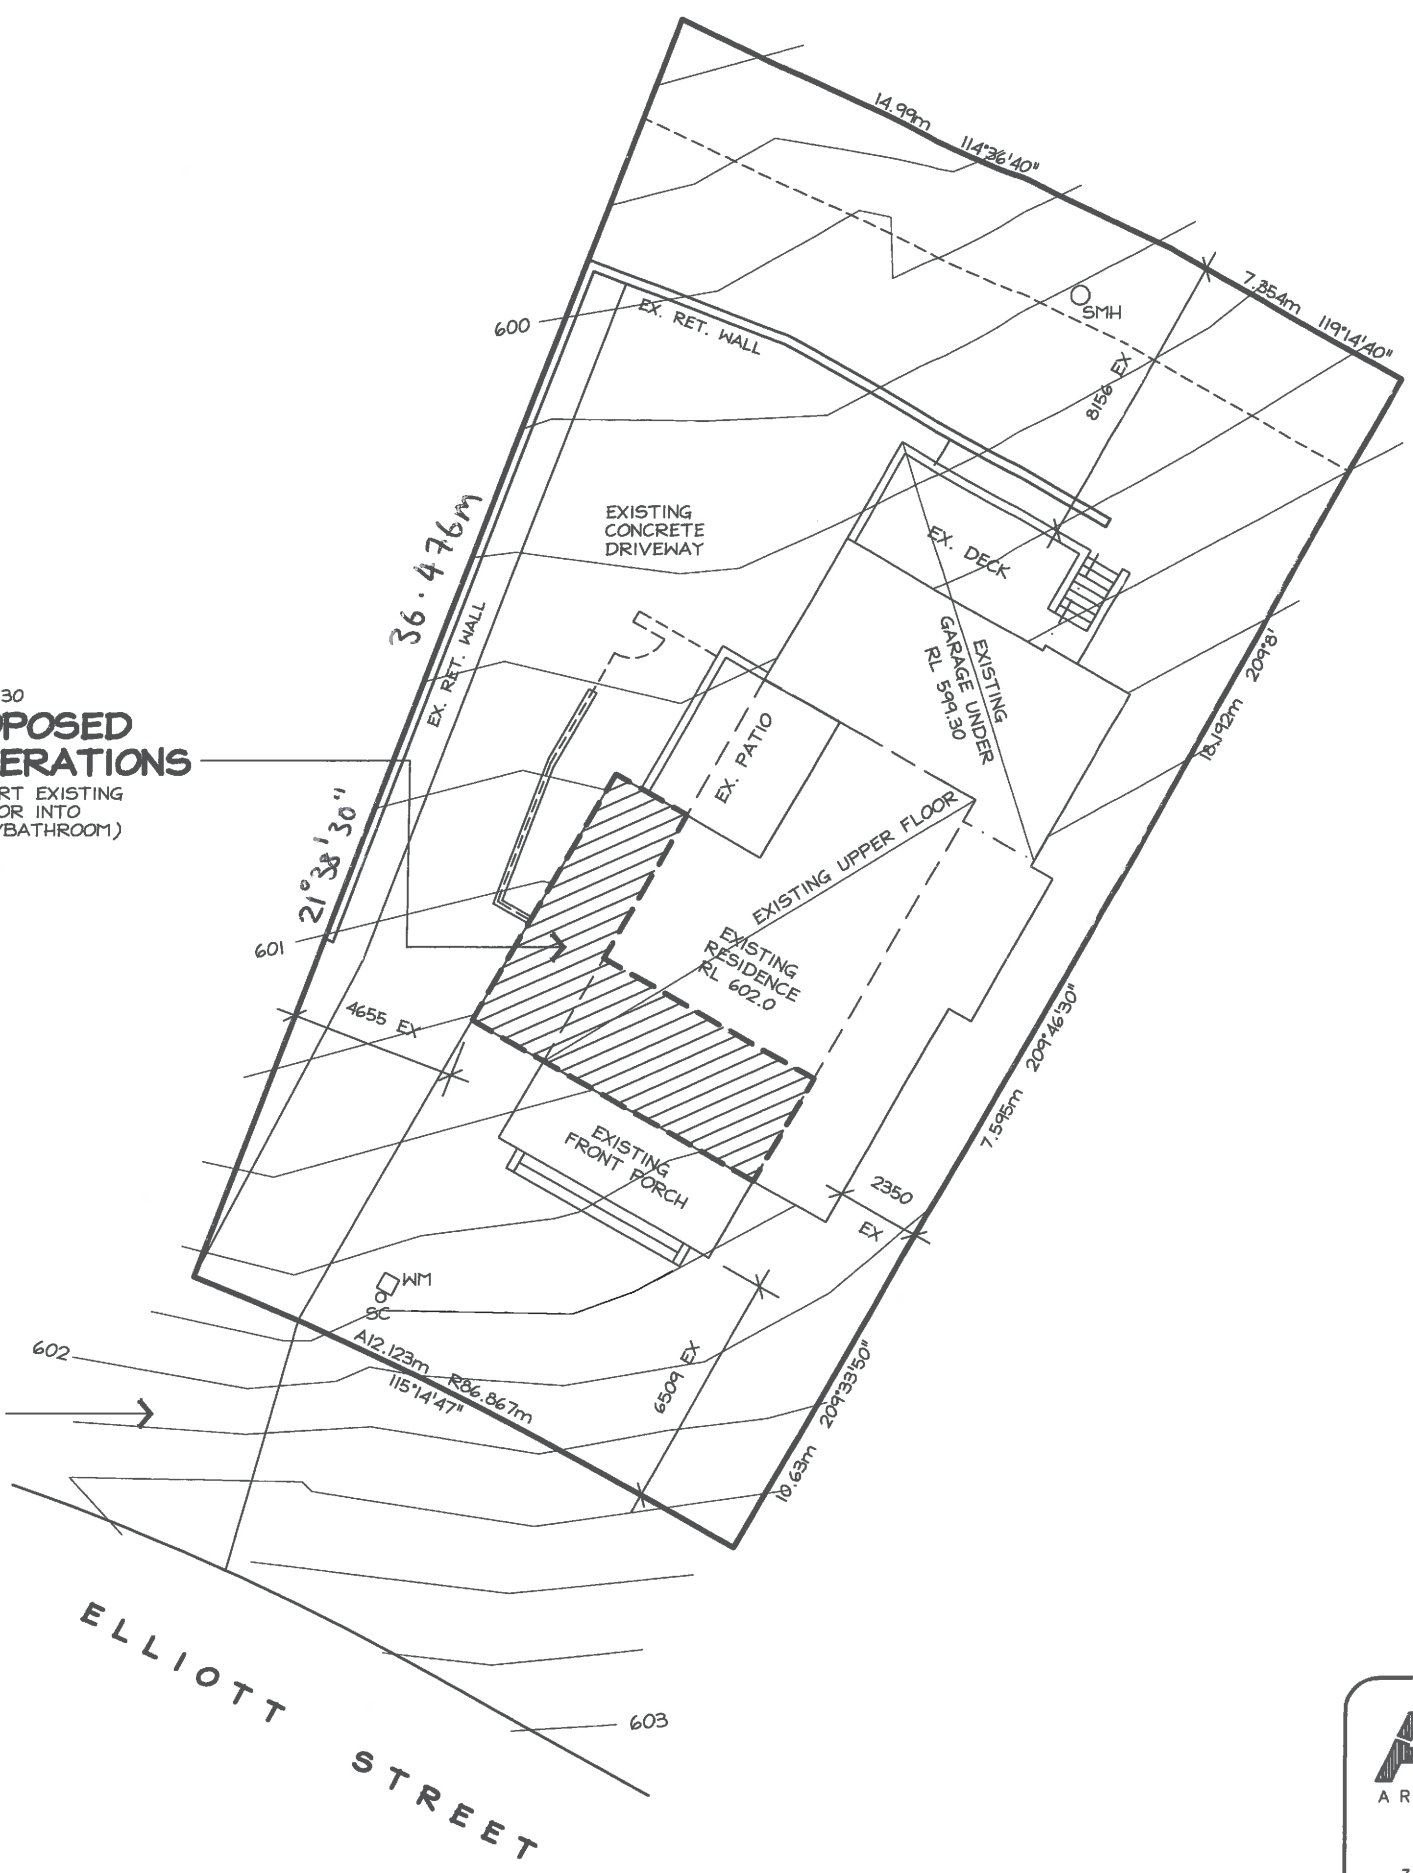 14.99m
114°36'40"
7.354m
119°14'40"
SMH
600
EX. RET. WALL
8156 EX
36.476m
EXISTING
CONCRETE
DRIVEWAY
EX. DECK
EX. RET. WALL
EXISTING
GARAGE UNDER
RL 599.30
18.192m
209°8'
30
OPOSED
ERATIONS
RT EXISTING
OR INTO
/BATHROOM)
EX. PATIO
21°38'30"
EXISTING UPPER FLOOR
601
EXISTING
RESIDENCE
RL 602.0
4655 EX
7.595m
209°46'30"
EXISTING
FRONT PORCH
2350
EX
WM
SC
602
A12.123m
R86.867m
115°14'47"
6509 EX
10.63m
209°33'50"
ELLIOTT STREET
603
A R